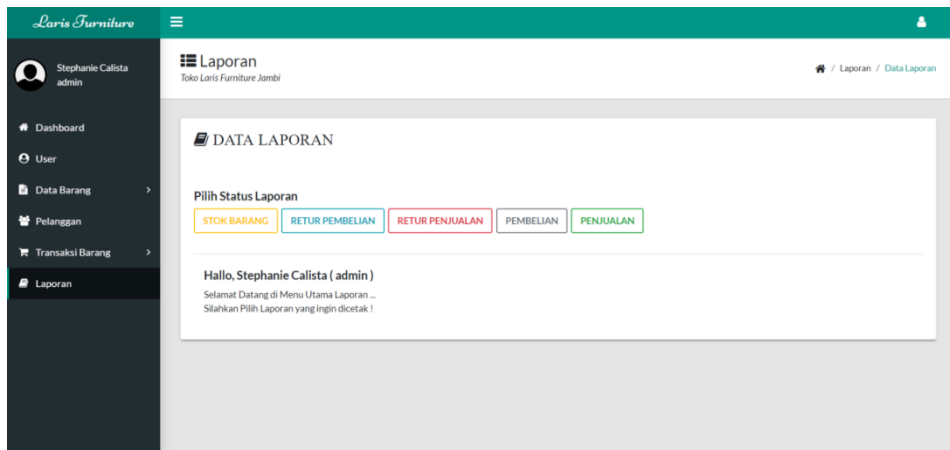 Laris Furniture
Stephanie Calista
admin
Dashboard
User
Data Barang
Pelanggan
Transaksi Barang
Laporan
Laporan
Toko Laris Furniture Jambi
/ Laporan / Data Laporan
DATA LAPORAN
Pilih Status Laporan
STOK BARANG RETUR PEMBELIAN RETUR PENJUALAN PEMBELIAN PENJUALAN
Hallo, Stephanie Calista ( admin )
Selamat Datang di Menu Utama Laporan ...
Silahkan Pilih Laporan yang ingin dicetak !